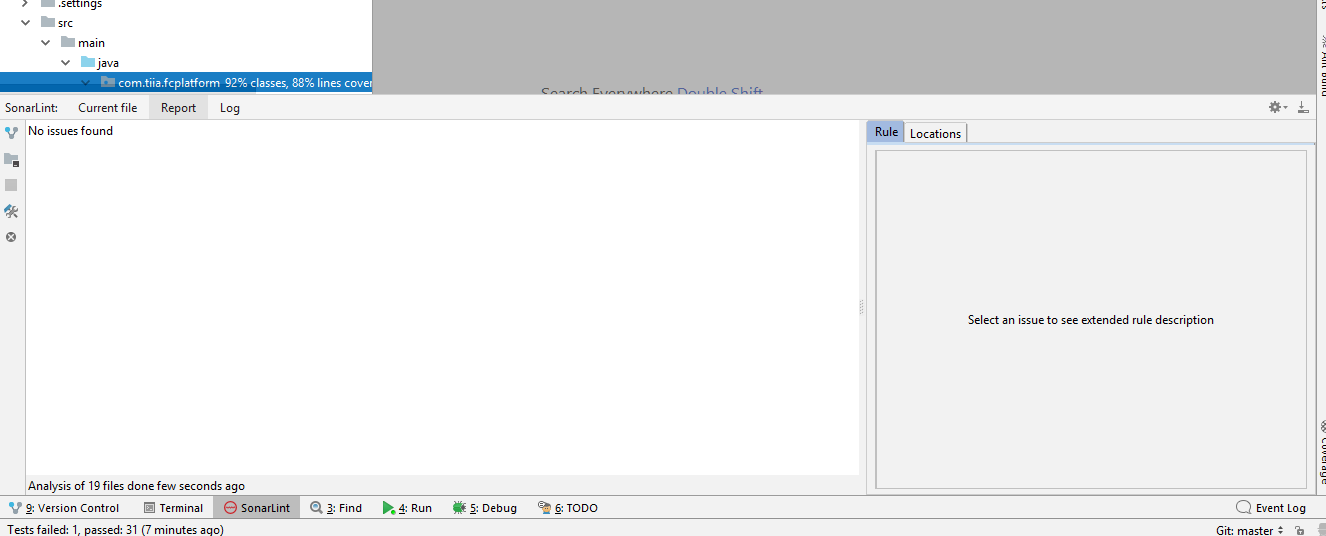 .settings
src
main
java
com.tiia.fcplatform 92% classes, 88% lines cover
Search Everywhere Double Shift
SonarLint: Current file Report Log
No issues found
Rule Locations
Select an issue to see extended rule description
Analysis of 19 files done few seconds ago
Coverage
9: Version Control Terminal SonarLint 3: Find 4: Run 5: Debug 6: TODO Event Log
Tests failed: 1, passed: 31 (7 minutes ago) Git: master